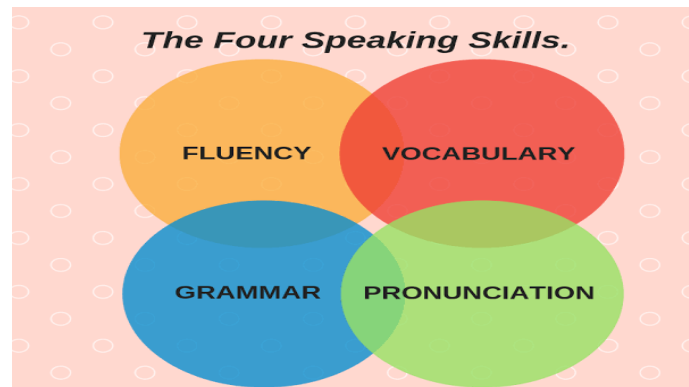 The Four Speaking Skills.
FLUENCY
VOCABULARY
GRAMMAR
PRONUNCIATION